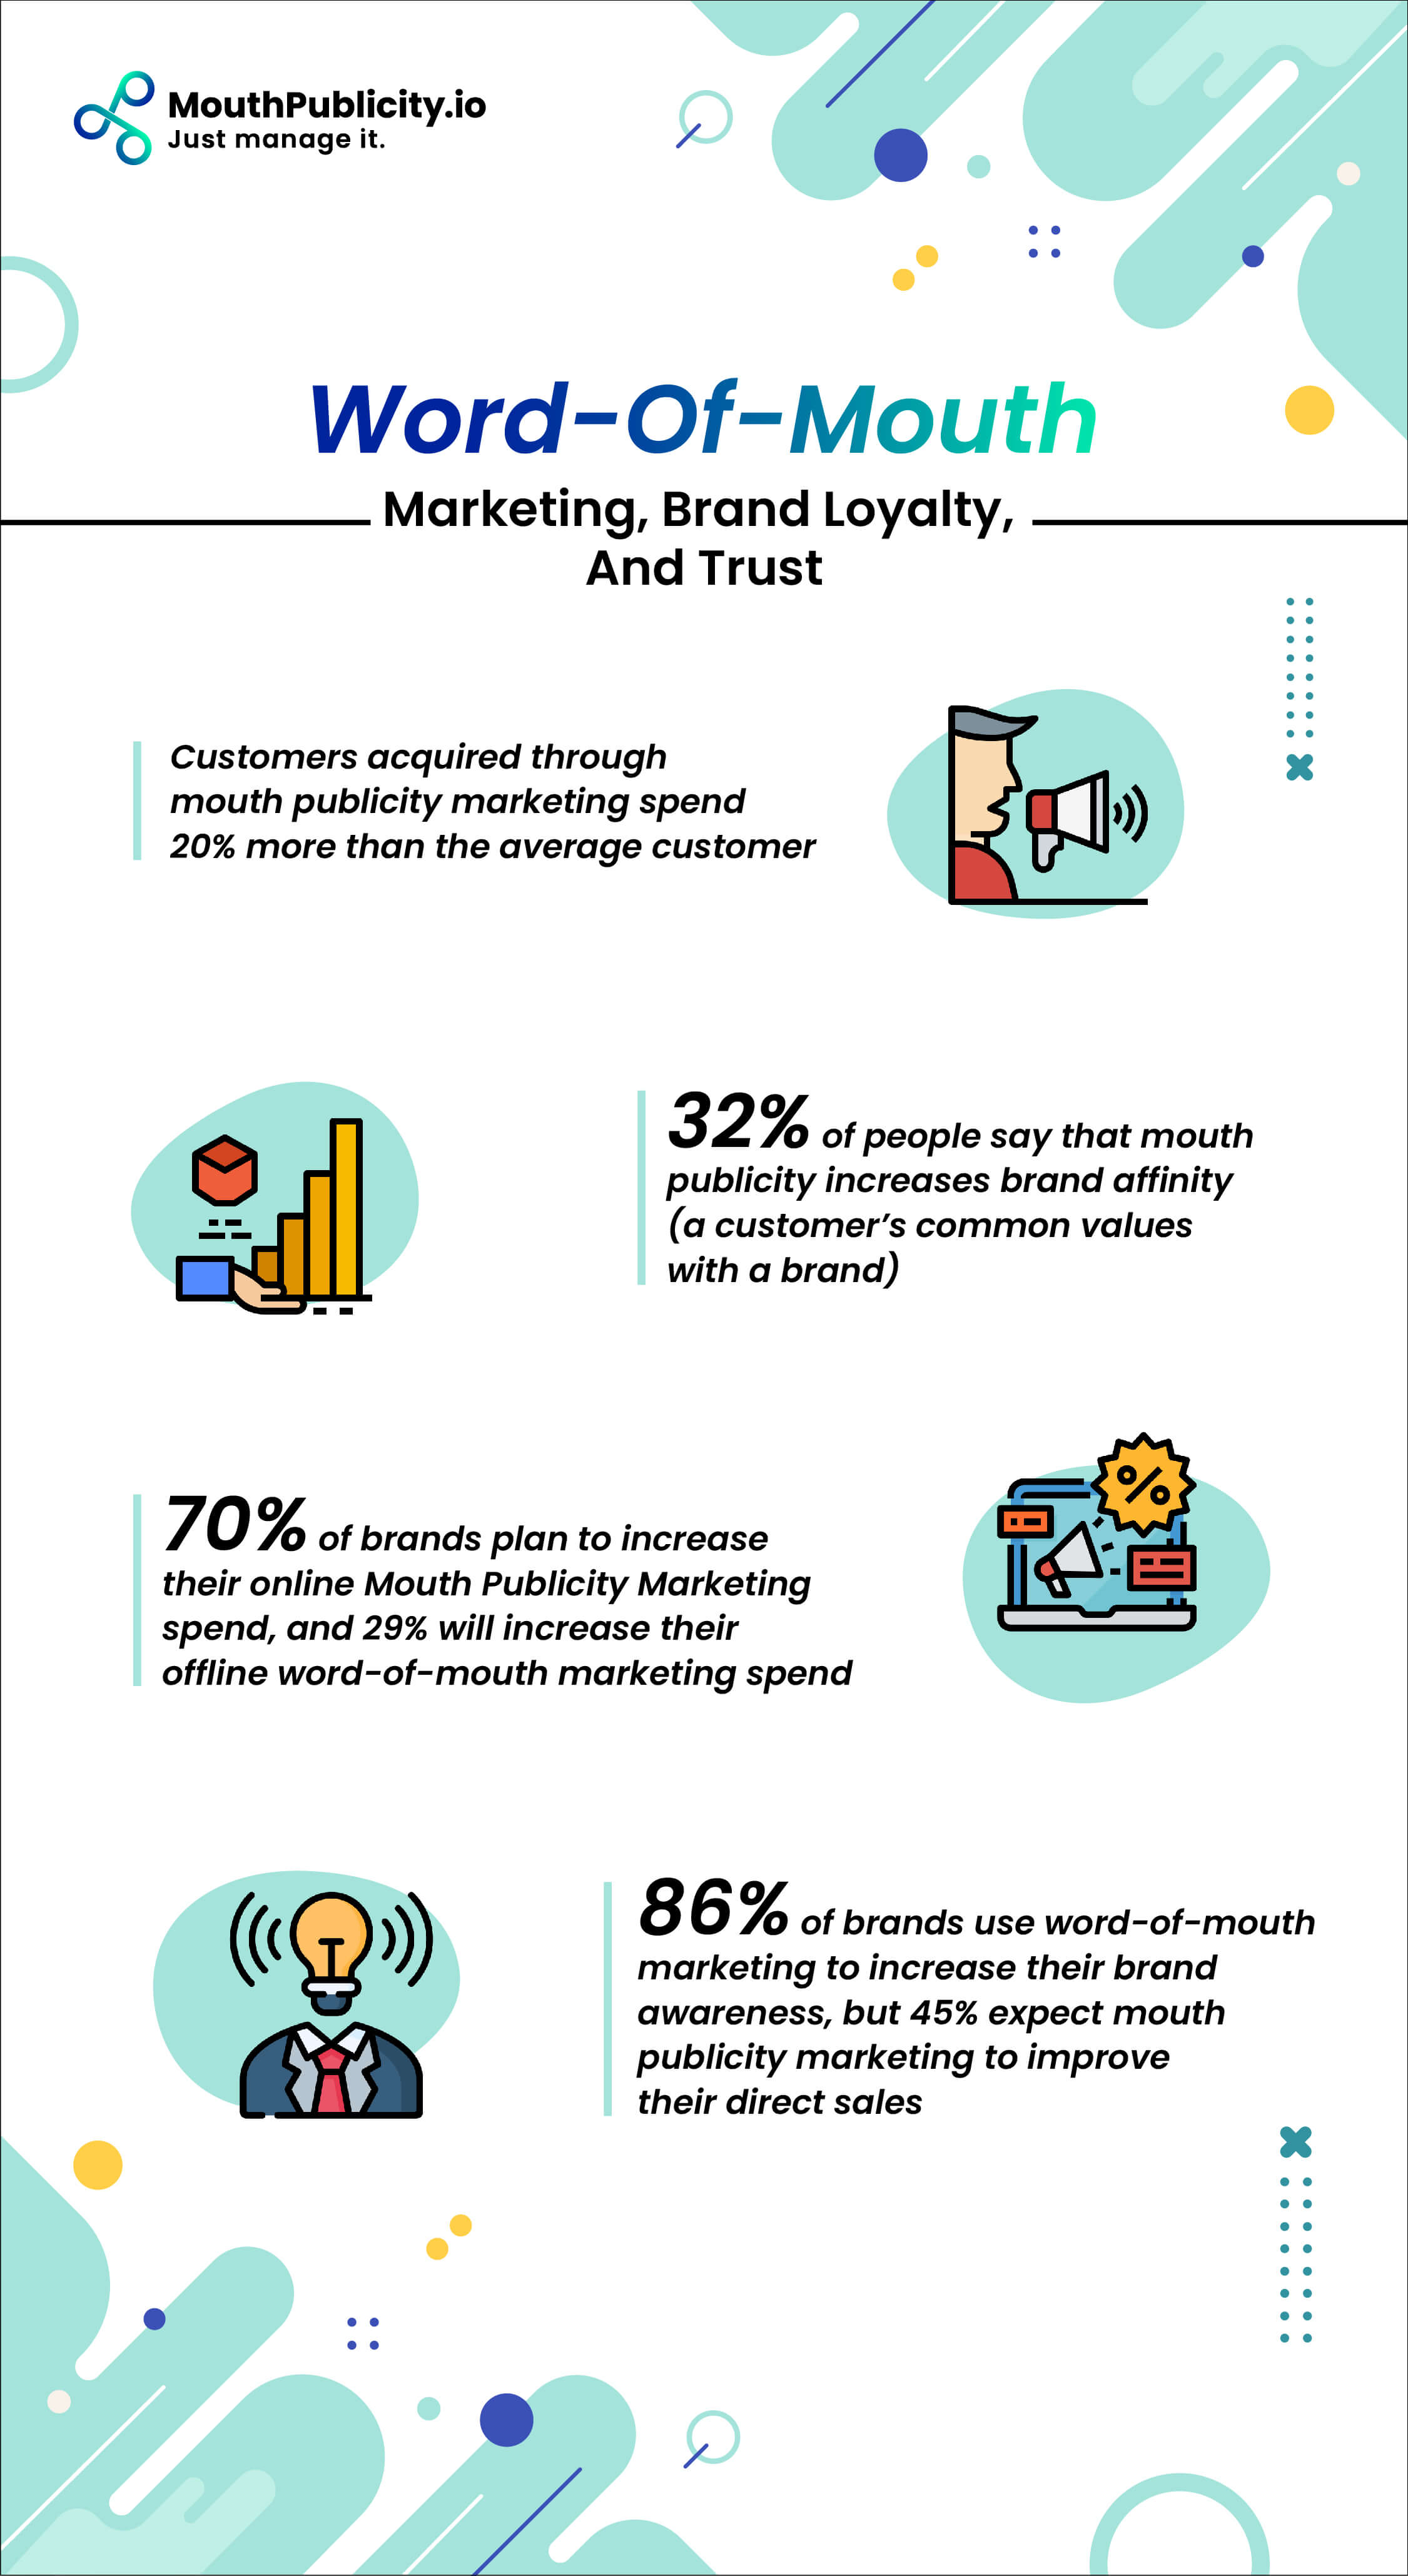 MouthPublicity.io
Just manage it.
Word-Of-Mouth
Marketing, Brand Loyalty,
And Trust
Customers acquired through
mouth publicity marketing spend
20% more than the average customer
32% of people say that mouth
publicity increases brand affinity
(a customer’s common values
with a brand)
70% of brands plan to increase
their online Mouth Publicity Marketing
spend, and 29% will increase their
offline word-of-mouth marketing spend
%
86% of brands use word-of-mouth
marketing to increase their brand
awareness, but 45% expect mouth
publicity marketing to improve
their direct sales